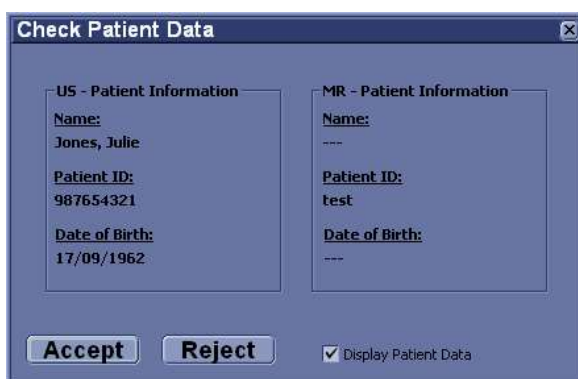 Check Patient Data
US - Patient Information
Name:
Jones, Julie
Patient ID:
987654321
Date of Birth:
17/09/1962
MR - Patient Information
Name:
---
Patient ID:
test
Date of Birth:
---
Accept
Reject
Display Patient Data